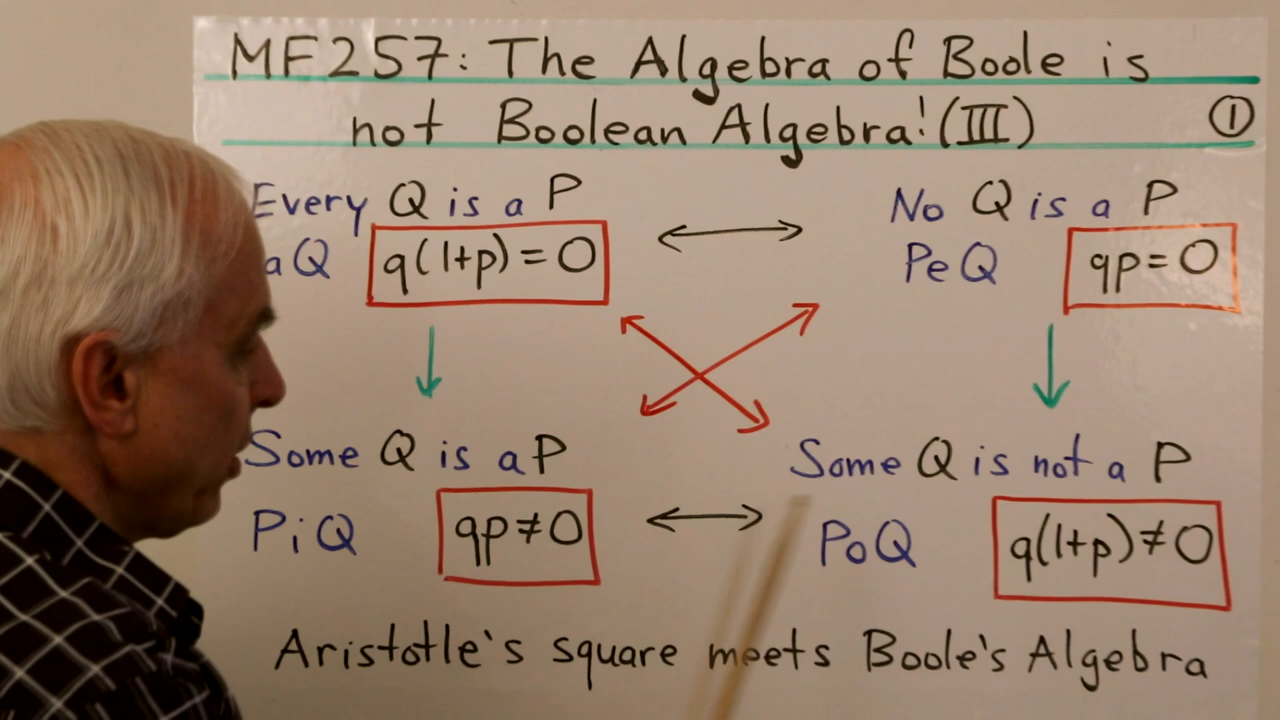 MF257: The Algebra of Boole is
not Boolean Algebra! (III) ①
Every Q is a P
aQ q(1+p)=0
No Q is a P
PeQ qp=0
Some Q is a P
PiQ qp≠0
Some Q is not a P
PoQ q(1+p)≠0
Aristotle's square meets Boole's Algebra